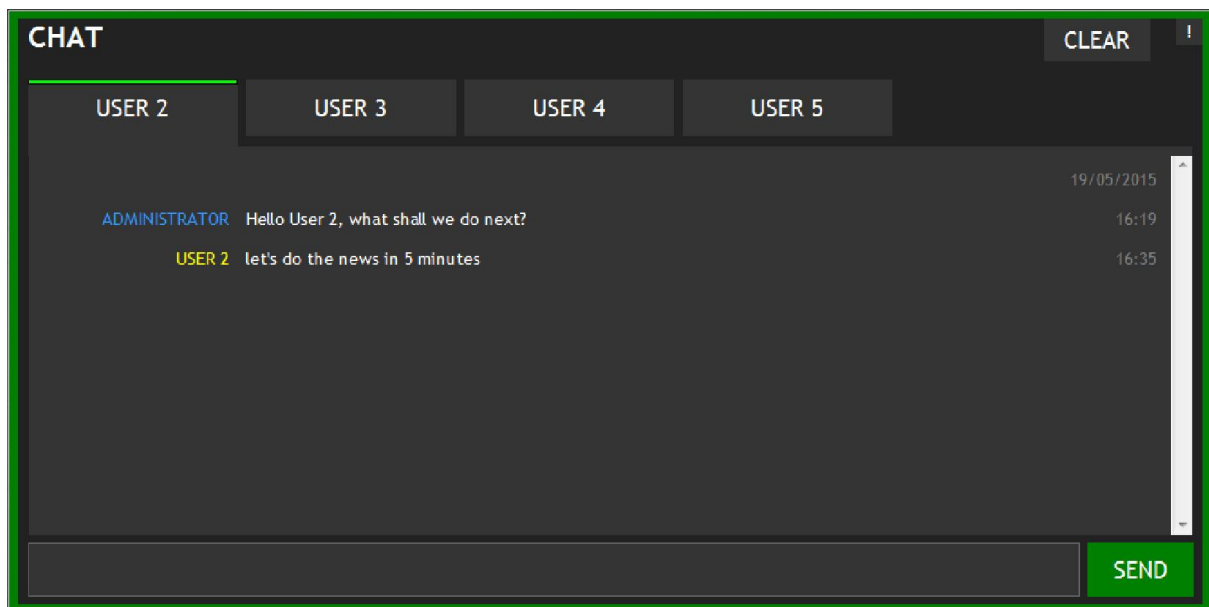 CHAT CLEAR !
USER 2 USER 3 USER 4 USER 5
19/05/2015
ADMINISTRATOR Hello User 2, what shall we do next? 16:19
USER 2 let's do the news in 5 minutes 16:35
SEND